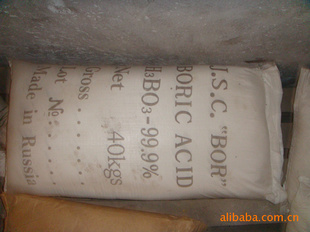 J.S.C. "BOR"
BORIC ACID
H3BO3-99.9%
Net 40kgs
Gross......
Lot №......
Made in Russia
alibaba.com.cn